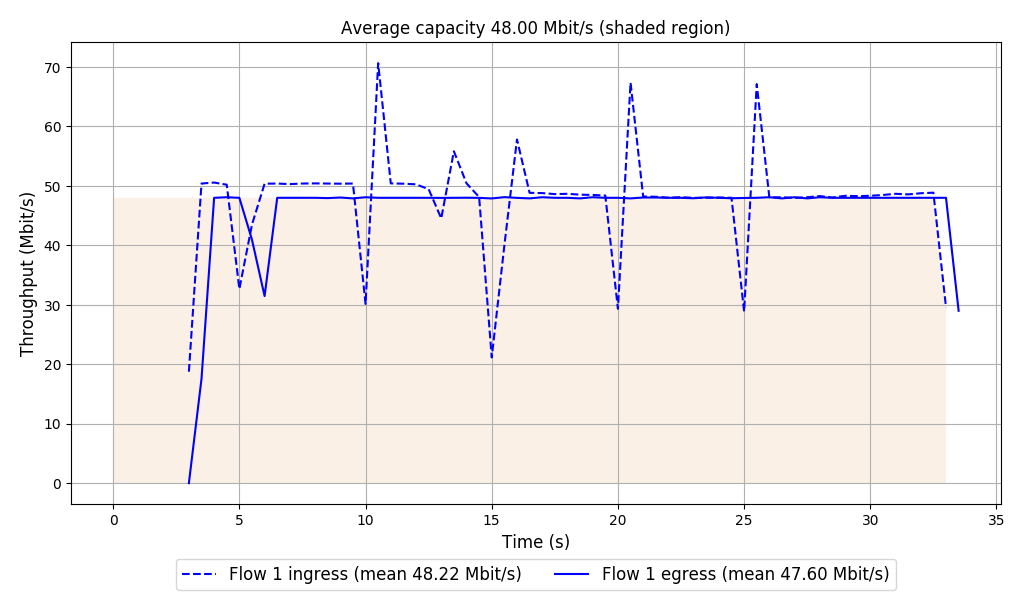 Average capacity 48.00 Mbit/s (shaded region)
Throughput (Mbit/s)
70
60
50
40
30
20
10
0
0 5 10 15 20 25 30 35
Time (s)
Flow 1 ingress (mean 48.22 Mbit/s) Flow 1 egress (mean 47.60 Mbit/s)